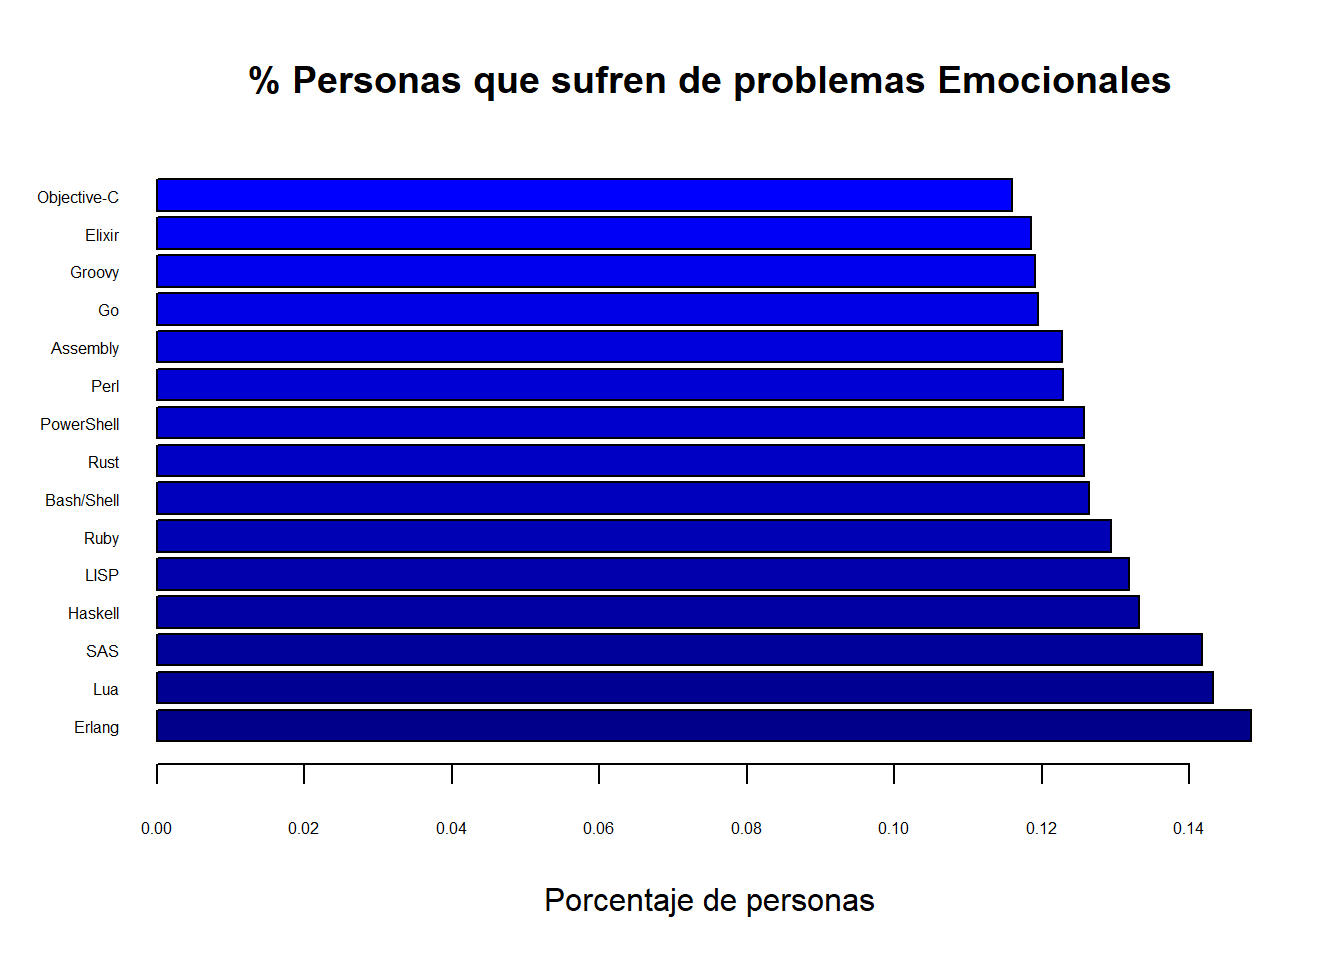 % Personas que sufren de problemas Emocionales
Objective-C
Elixir
Groovy
Go
Assembly
Perl
PowerShell
Rust
Bash/Shell
Ruby
LISP
Haskell
SAS
Lua
Erlang
0.00 0.02 0.04 0.06 0.08 0.10 0.12 0.14
Porcentaje de personas